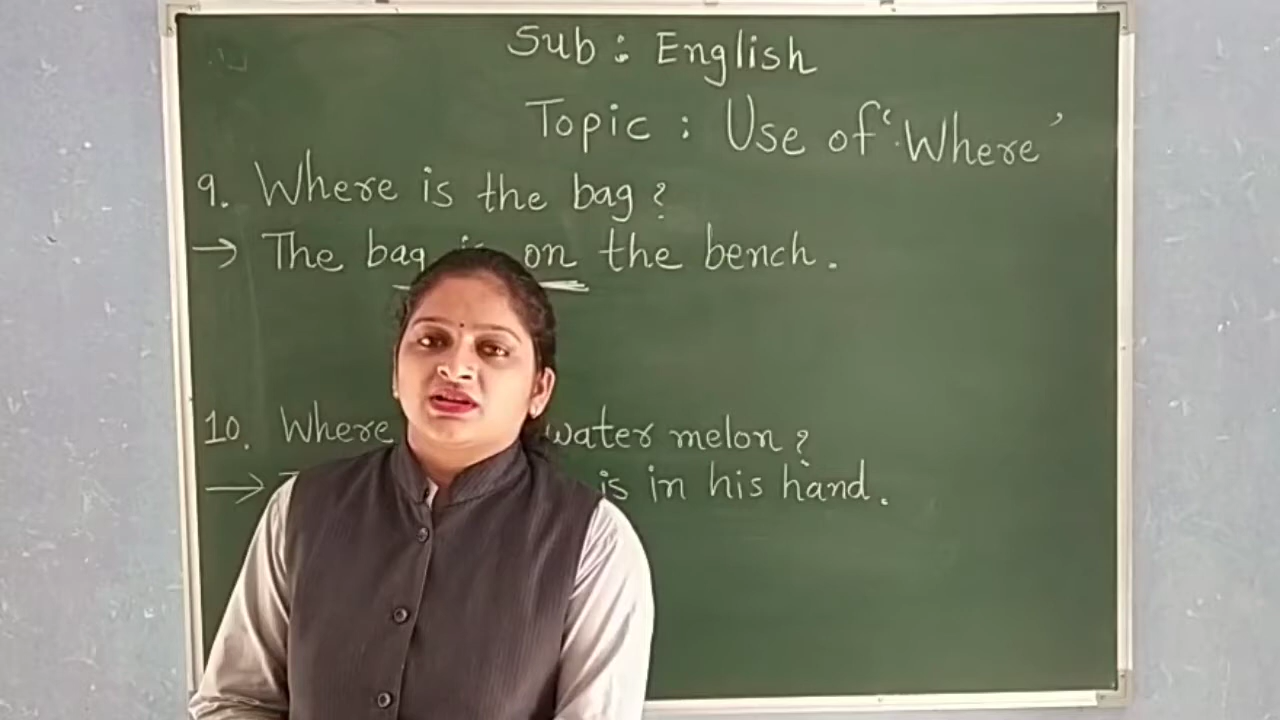 Sub : English
Topic : Use of 'Where'
9. Where is the bag ?
→ The bag is on the bench.
10. Where water melon ?
→ is in his hand.